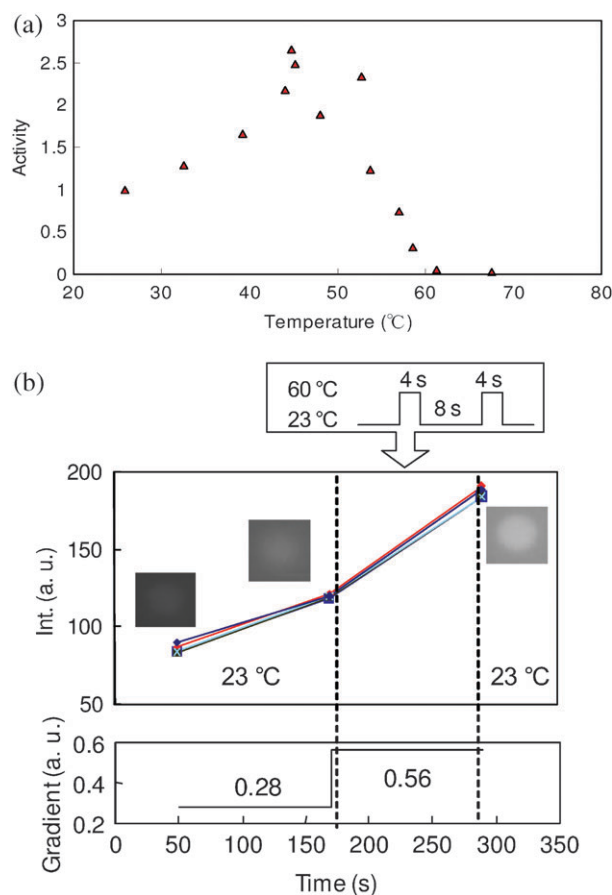 (a)
3
2.5
2
1.5
1
0.5
0
Activity
20 30 40 50 60 70 80
Temperature (℃)
(b)
4 s 4 s
60 °C
8 s
23 °C
200
150
100
50
Int. (a. u.)
23 °C 23 °C
0.6
0.4
0.2
Gradient (a. u.)
0.28 0.56
0 50 100 150 200 250 300 350
Time (s)